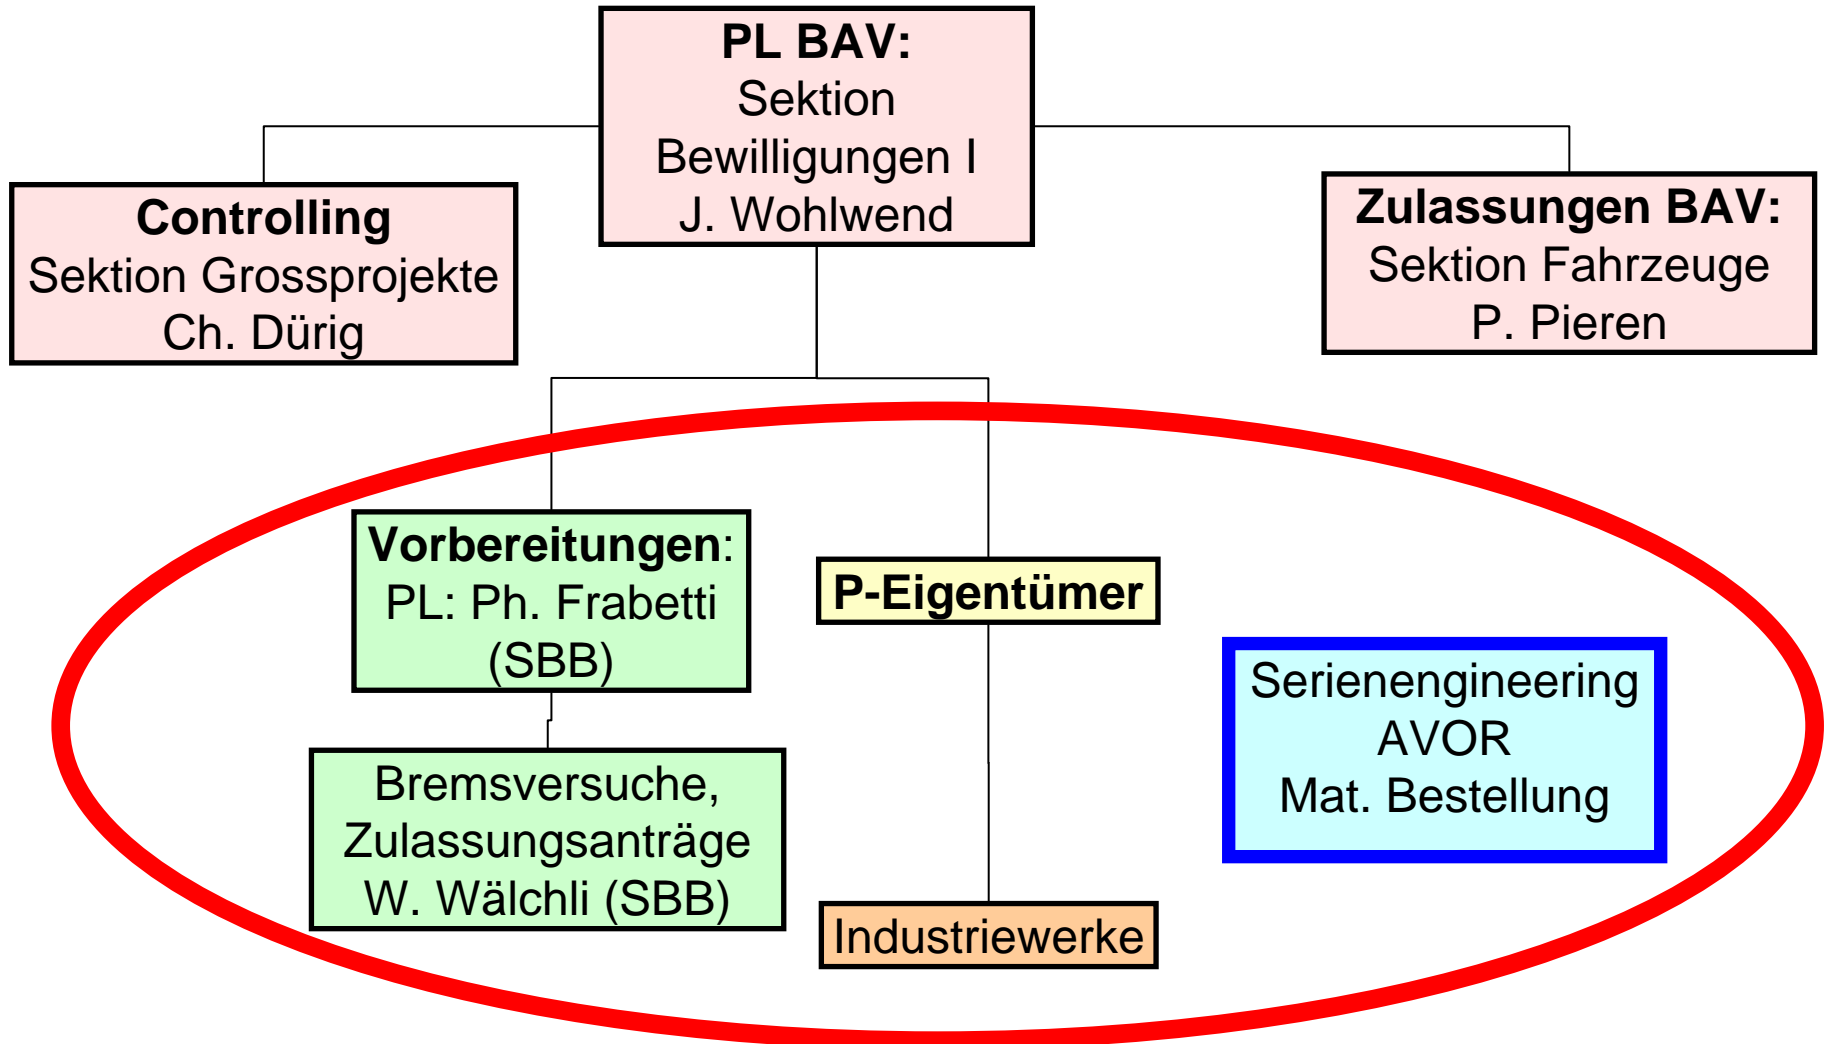 PL BAV:
Sektion
Bewilligungen I
J. Wohlwend
Controlling
Sektion Grossprojekte
Ch. Dürig
Zulassungen BAV:
Sektion Fahrzeuge
P. Pieren
Vorbereitungen:
PL: Ph. Frabetti
(SBB)
P-Eigentümer
Serienengineering
AVOR
Mat. Bestellung
Bremsversuche,
Zulassungsanträge
W. Wälchli (SBB)
Industriewerke